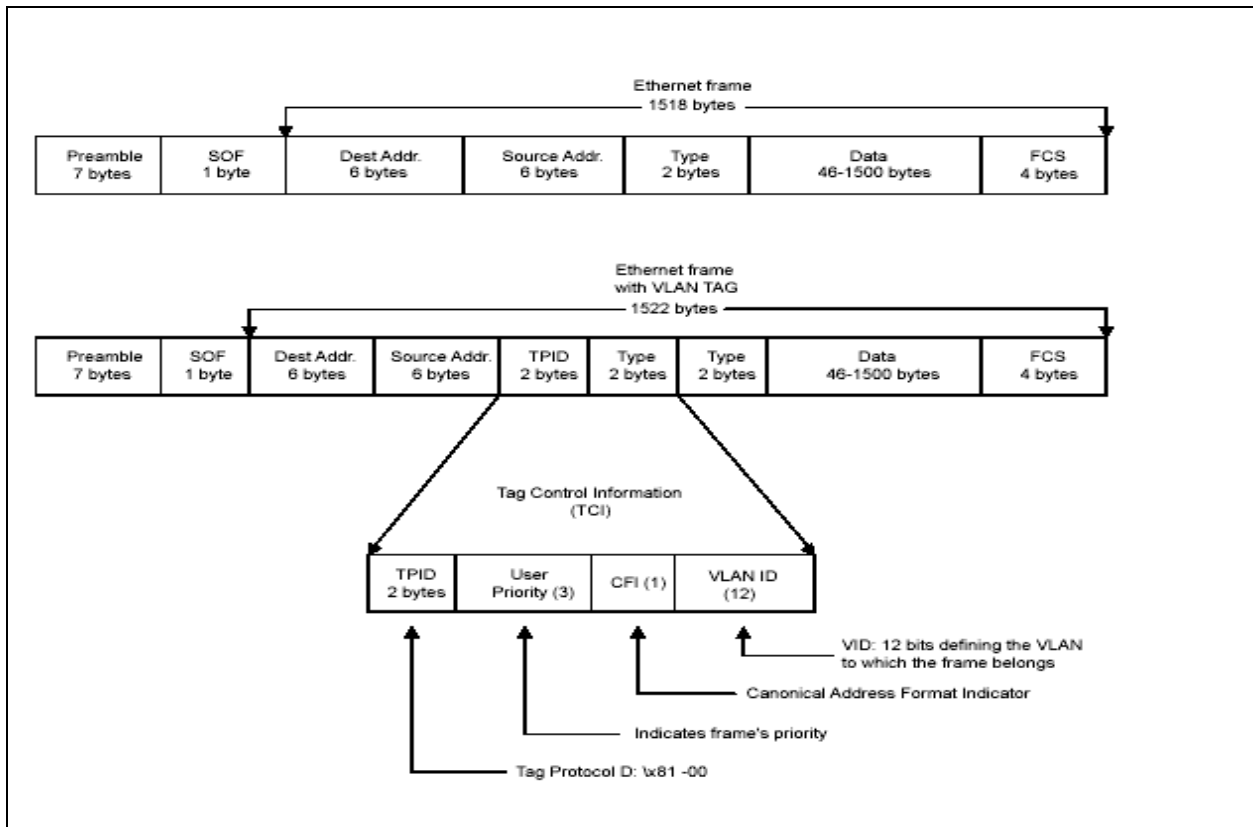 Ethernet frame
1518 bytes
Preamble
7 bytes
SOF
1 byte
Dest Addr.
6 bytes
Source Addr.
6 bytes
Type
2 bytes
Data
46-1500 bytes
FCS
4 bytes
Ethernet frame
with VLAN TAG
1522 bytes
Preamble
7 bytes
SOF
1 byte
Dest Addr.
6 bytes
Source Addr.
6 bytes
TPID
2 bytes
Type
2 bytes
Type
2 bytes
Data
46-1500 bytes
FCS
4 bytes
Tag Control Information
(TCI)
TPID
2 bytes
User
Priority (3)
CFI (1)
VLAN ID
(12)
VID: 12 bits defining the VLAN
to which the frame belongs
Canonical Address Format Indicator
Indicates frame's priority
Tag Protocol D: \x81 -00